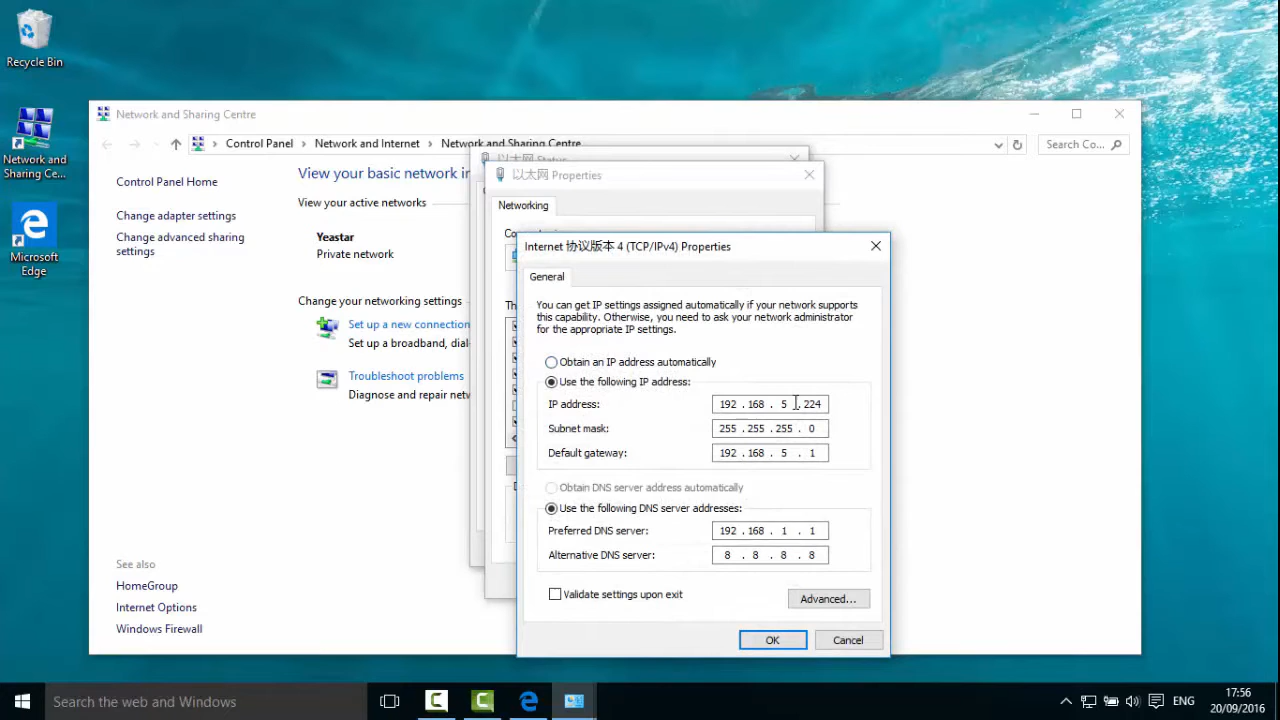 Recycle Bin
Network and
Sharing Ce...
Microsoft
Edge
Network and Sharing Centre
Control Panel > Network and Internet > Network and Sharing Centre
Search Co...
Control Panel Home
Change adapter settings
Change advanced sharing
settings
View your basic network in
View your active networks
Yeastar
Private network
Change your networking settings
Set up a new connection
Set up a broadband, dial-
Troubleshoot problems
Diagnose and repair netw
See also
HomeGroup
Internet Options
Windows Firewall
以太网 Status
以太网 Properties
Networking
Internet 协议版本 4 (TCP/IPv4) Properties
General
You can get IP settings assigned automatically if your network supports
this capability. Otherwise, you need to ask your network administrator
for the appropriate IP settings.
Obtain an IP address automatically
Use the following IP address:
IP address: 192 . 168 . 5 . 224
Subnet mask: 255 . 255 . 255 . 0
Default gateway: 192 . 168 . 5 . 1
Obtain DNS server address automatically
Use the following DNS server addresses:
Preferred DNS server: 192 . 168 . 1 . 1
Alternative DNS server: 8 . 8 . 8 . 8
Validate settings upon exit
Advanced...
OK
Cancel
Search the web and Windows
ENG
17:56
20/09/2016